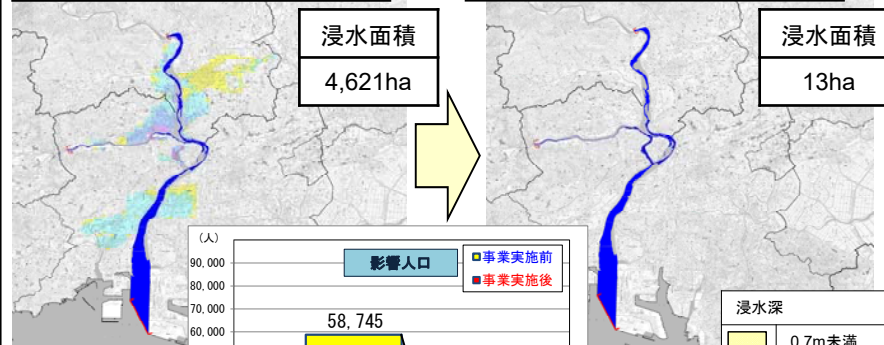 浸水面積
4,621ha
浸水面積
13ha
(人)
影響人口
事業実施前
事業実施後
90,000
80,000
70,000
60,000
58,745
浸水深
0.7m未満